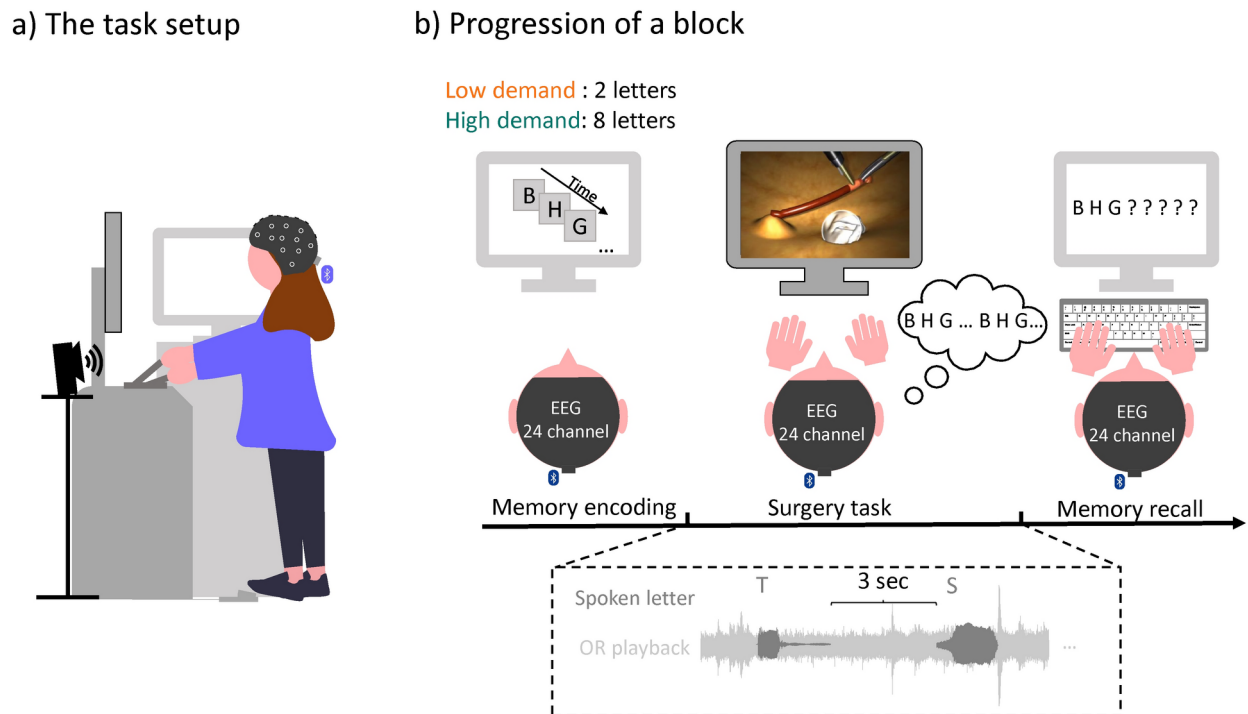 a) The task setup
b) Progression of a block
Low demand : 2 letters
High demand: 8 letters
Time
B
H
G
...
B H G ... B H G...
B H G ? ? ? ? ?
EEG
24 channel
EEG
24 channel
EEG
24 channel
Memory encoding
Surgery task
Memory recall
Spoken letter
T
3 sec
S
OR playback
...